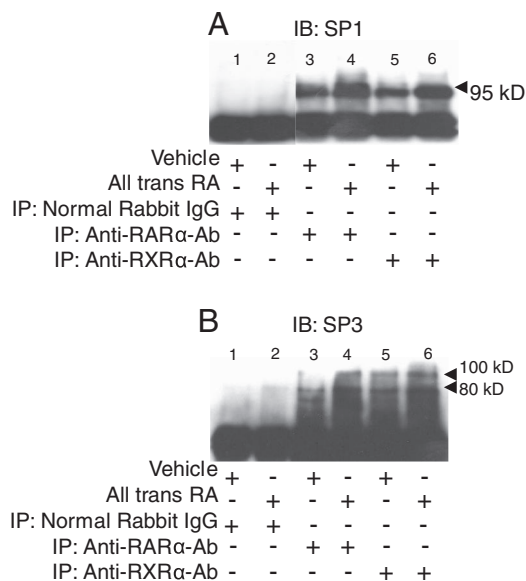 A
IB: SP1
1 2 3 4 5 6
95 kD
Vehicle + - + - + -
All trans RA - + - + - +
IP: Normal Rabbit IgG + + - - - -
IP: Anti-RARα-Ab - - + + - -
IP: Anti-RXRα-Ab - - - - + +
B
IB: SP3
1 2 3 4 5 6
100 kD
80 kD
Vehicle + - + - + -
All trans RA - + - + - +
IP: Normal Rabbit IgG + + - - - -
IP: Anti-RARα-Ab - - + + - -
IP: Anti-RXRα-Ab - - - - + +